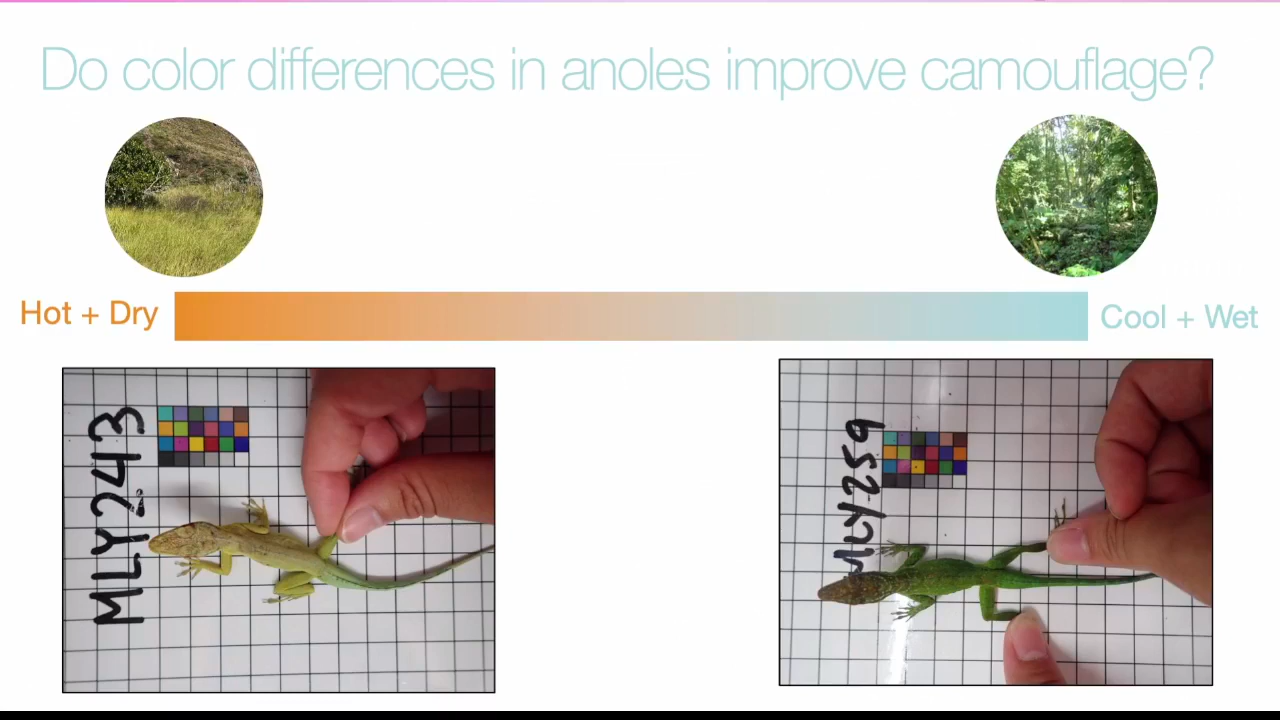 Do color differences in anoles improve camouflage?
Hot + Dry
Cool + Wet
MLY243
MLY259